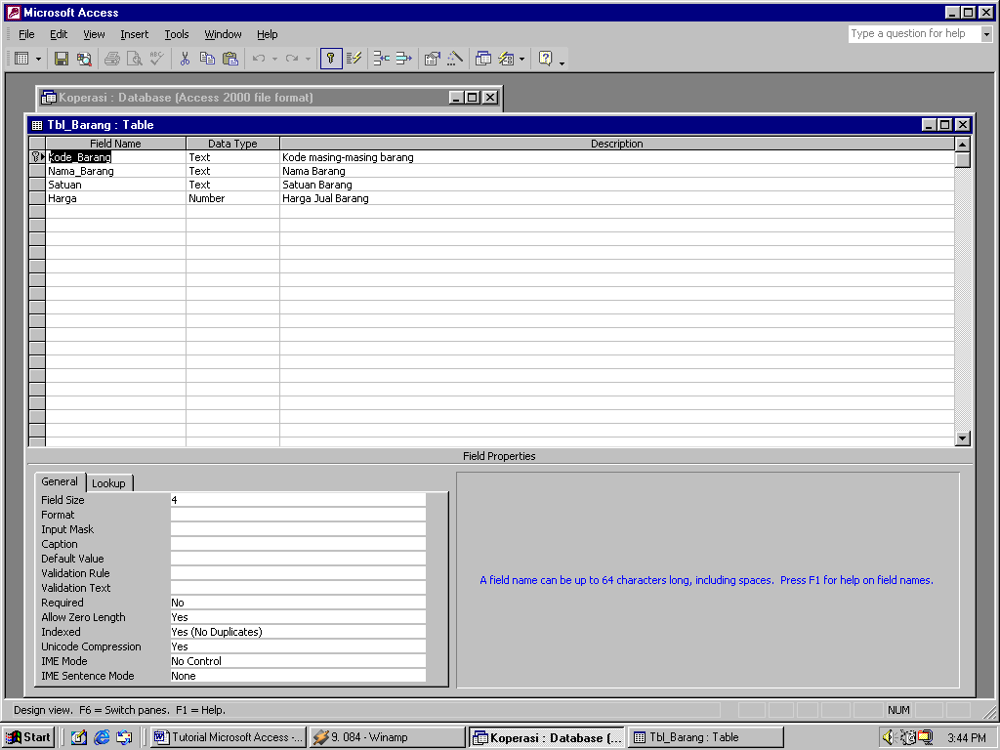 Microsoft Access
File Edit View Insert Tools Window Help
Type a question for help
Koperasi : Database (Access 2000 file format)
Tbl_Barang : Table
Field Name Data Type Description
Kode_Barang Text Kode masing-masing barang
Nama_Barang Text Nama Barang
Satuan Text Satuan Barang
Harga Number Harga Jual Barang
Field Properties
General Lookup
Field Size 4
Format
Input Mask
Caption
Default Value
Validation Rule
Validation Text
Required No
Allow Zero Length Yes
Indexed Yes (No Duplicates)
Unicode Compression Yes
IME Mode No Control
IME Sentence Mode None
A field name can be up to 64 characters long, including spaces. Press F1 for help on field names.
Design view. F6 = Switch panes. F1 = Help.
NUM
Start
Tutorial Microsoft Access -...
9. 084 - Winamp
Koperasi : Database (...
Tbl_Barang : Table
3:44 PM